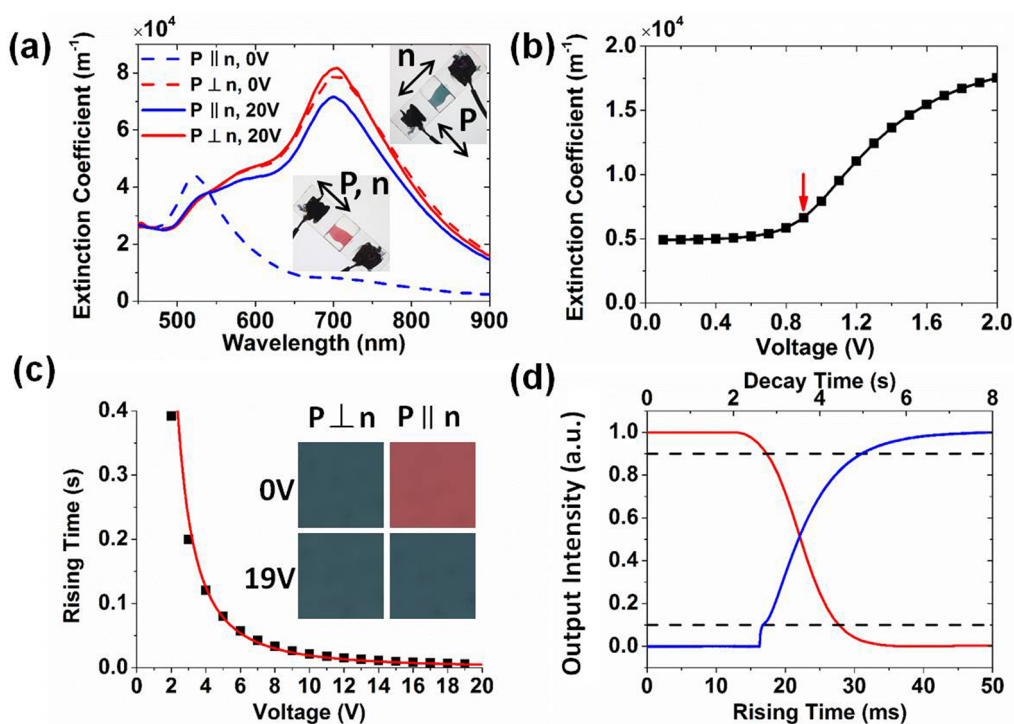 (a)
×10⁴
Extinction Coefficient (m⁻¹)
8
6
4
2
0
P ∥ n, 0V
P ⊥ n, 0V
P ∥ n, 20V
P ⊥ n, 20V
n
P
P, n
500 600 700 800 900
Wavelength (nm)
(b)
×10⁴
Extinction Coefficient (m⁻¹)
2.0
1.5
1.0
0.5
0.0
0.0 0.4 0.8 1.2 1.6 2.0
Voltage (V)
(c)
Rising Time (s)
0.4
0.3
0.2
0.1
0.0
P ⊥ n P ∥ n
0V
19V
0 2 4 6 8 10 12 14 16 18 20
Voltage (V)
(d)
Decay Time (s)
0 2 4 6 8
Output Intensity (a.u.)
1.0
0.8
0.6
0.4
0.2
0.0
0 10 20 30 40 50
Rising Time (ms)